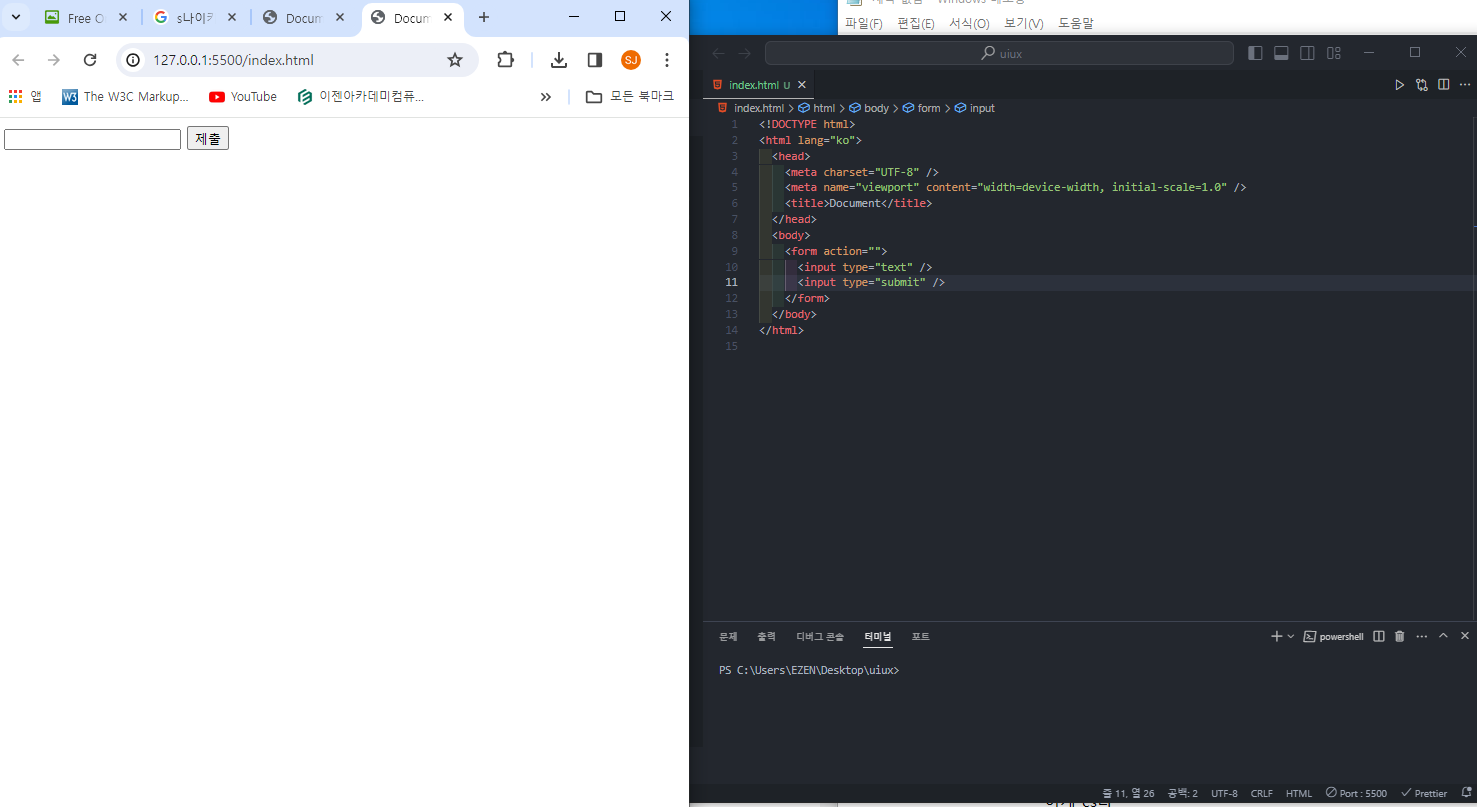 Free O
s나이키
Docum
Docum
127.0.0.1:5500/index.html
SJ
앱
W3
The W3C Markup...
YouTube
이젠아카데미컴퓨...
»
모든 북마크
제출
파일(F) 편집(E) 서식(O) 보기(V) 도움말
uiux
index.html U
index.html > html > body > form > input
1 <!DOCTYPE html>
2 <html lang="ko">
3 <head>
4 <meta charset="UTF-8" />
5 <meta name="viewport" content="width=device-width, initial-scale=1.0" />
6 <title>Document</title>
7 </head>
8 <body>
9 <form action="">
10 <input type="text" />
11 <input type="submit" />
12 </form>
13 </body>
14 </html>
15
문제 출력 디버그 콘솔 터미널 포트
powershell
PS C:\Users\EZEN\Desktop\uiux>
줄 11, 열 26 공백: 2 UTF-8 CRLF HTML Port : 5500 Prettier